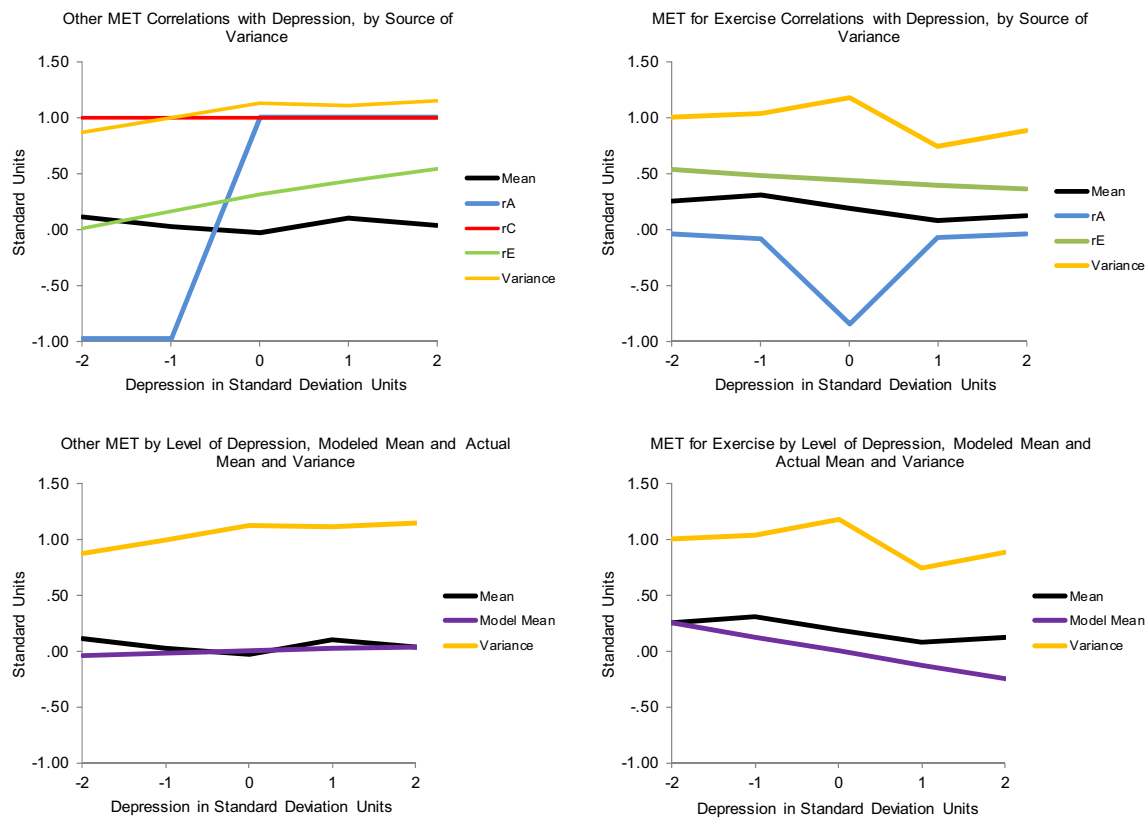 Other MET Correlations with Depression, by Source of
Variance
1.50
1.00
.50
.00
-.50
-1.00
Standard Units
-2
-1
0
1
2
Depression in Standard Deviation Units
Mean
rA
rC
rE
Variance
MET for Exercise Correlations with Depression, by Source of
Variance
1.50
1.00
.50
.00
-.50
-1.00
Standard Units
-2
-1
0
1
2
Depression in Standard Deviation Units
Mean
rA
rE
Variance
Other MET by Level of Depression, Modeled Mean and Actual
Mean and Variance
1.50
1.00
.50
.00
-.50
-1.00
Standard Units
-2
-1
0
1
2
Depression in Standard Deviation Units
Mean
Model Mean
Variance
MET for Exercise by Level of Depression, Modeled Mean and
Actual Mean and Variance
1.50
1.00
.50
.00
-.50
-1.00
Standard Units
-2
-1
0
1
2
Depression in Standard Deviation Units
Mean
Model Mean
Variance